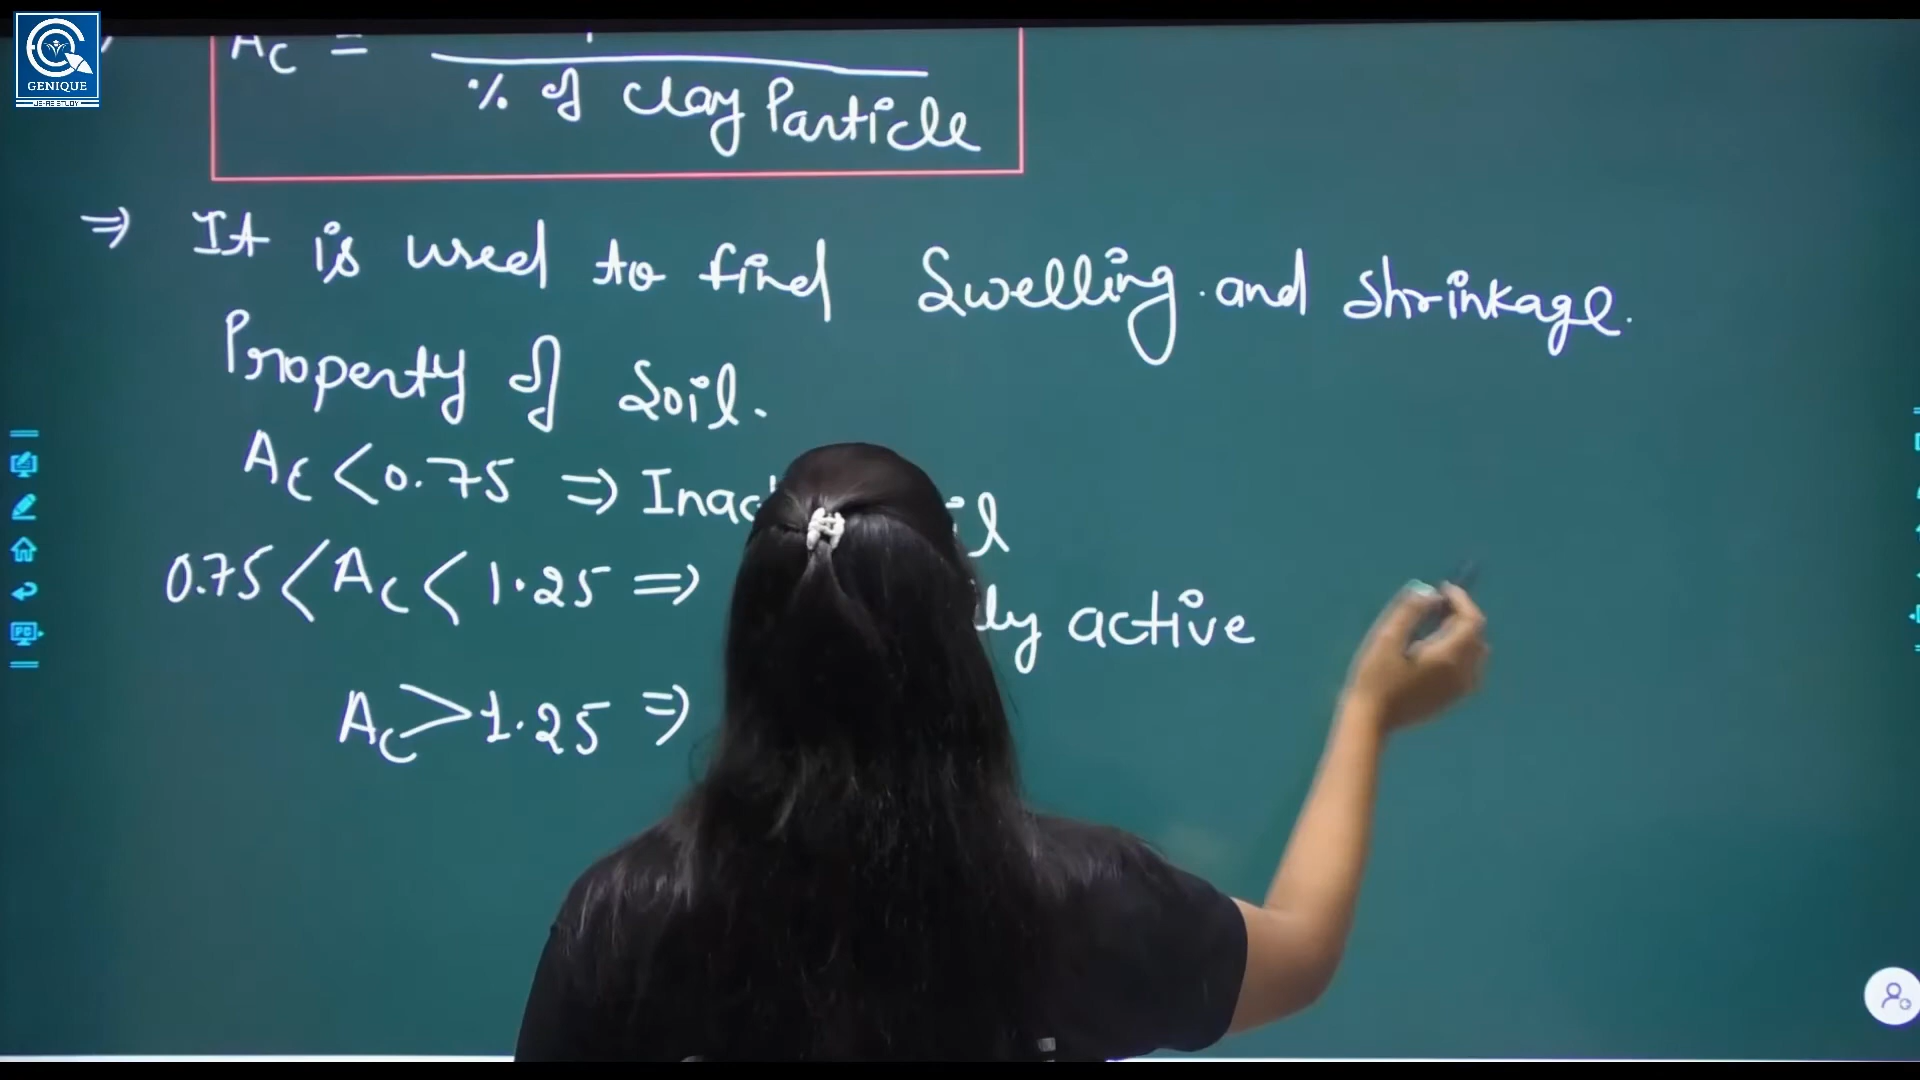 GENIQUE
Ac =
% of Clay Particle
⇒ It is used to find Swelling and Shrinkage.
Property of Soil.
Ac < 0.75 ⇒
0.75 < Ac < 1.25 ⇒ active
Ac > 1.25 ⇒